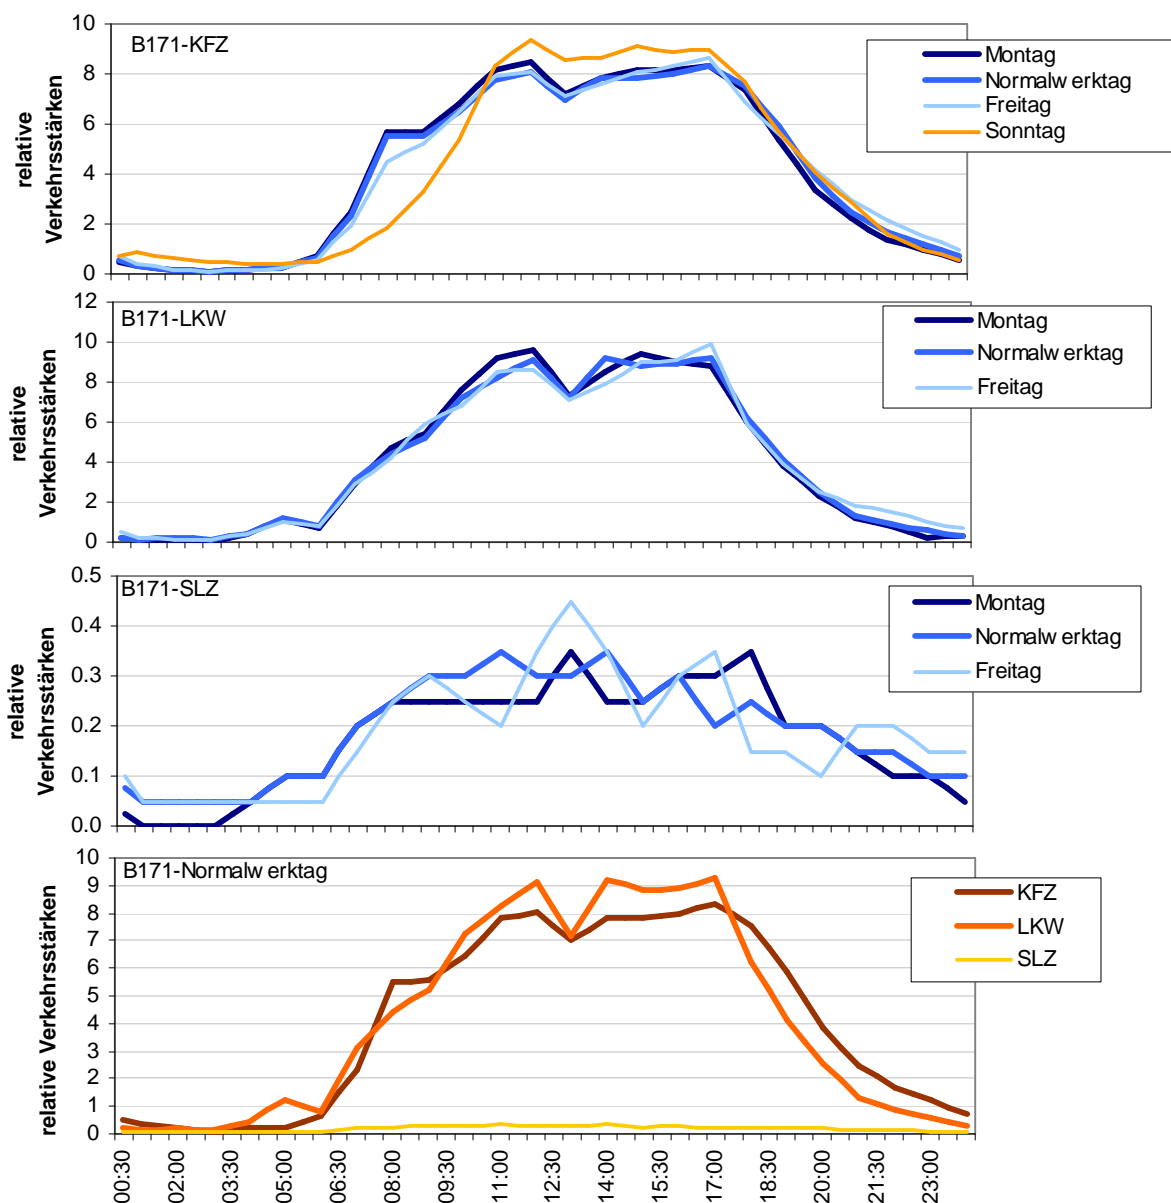 B171-KFZ
relative
Verkehrsstärken
10
8
6
4
2
0
Montag
Normalw erktag
Freitag
Sonntag
B171-LKW
relative
Verkehrsstärken
12
10
8
6
4
2
0
Montag
Normalw erktag
Freitag
B171-SLZ
relative
Verkehrsstärken
0.5
0.4
0.3
0.2
0.1
0.0
Montag
Normalw erktag
Freitag
B171-Normalw erktag
relative Verkehrsstärken
10
9
8
7
6
5
4
3
2
1
0
KFZ
LKW
SLZ
00:30
02:00
03:30
05:00
06:30
08:00
09:30
11:00
12:30
14:00
15:30
17:00
18:30
20:00
21:30
23:00